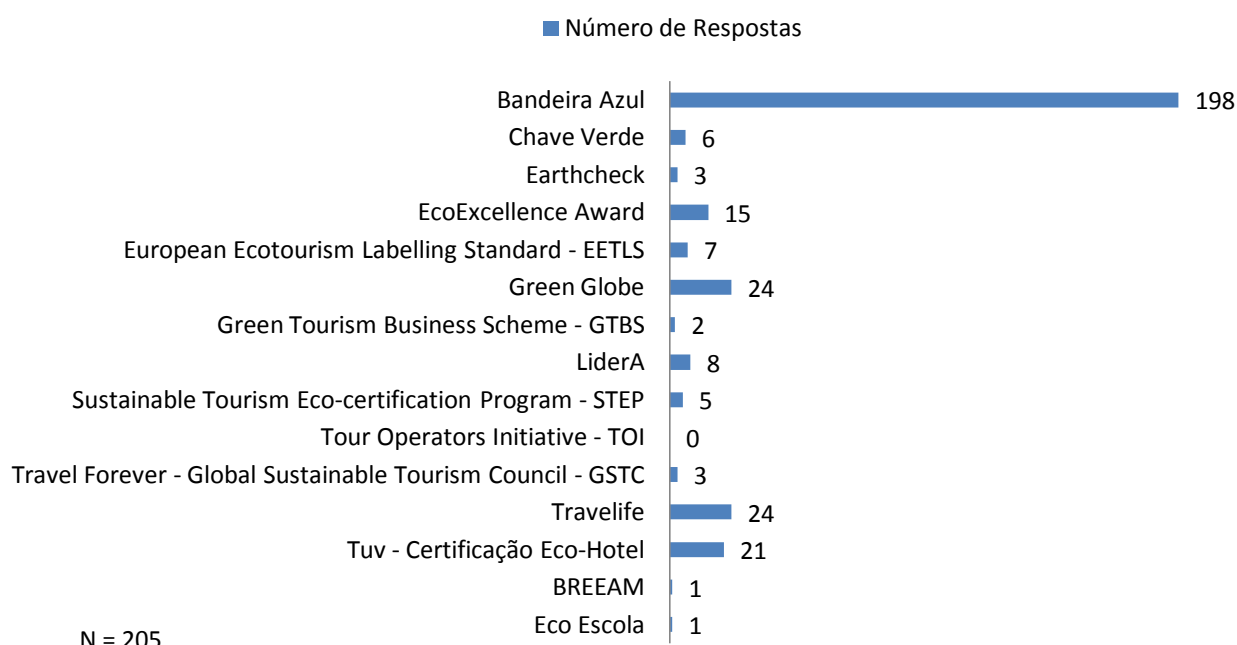 Número de Respostas
Bandeira Azul 198
Chave Verde 6
Earthcheck 3
EcoExcellence Award 15
European Ecotourism Labelling Standard - EETLS 7
Green Globe 24
Green Tourism Business Scheme - GTBS 2
LiderA 8
Sustainable Tourism Eco-certification Program - STEP 5
Tour Operators Initiative - TOI 0
Travel Forever - Global Sustainable Tourism Council - GSTC 3
Travelife 24
Tuv - Certificação Eco-Hotel 21
BREEAM 1
Eco Escola 1
N = 205